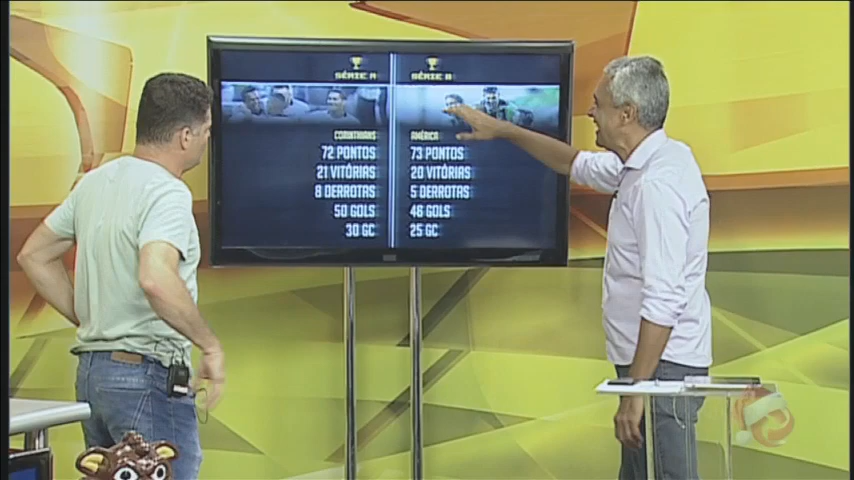 SÉRIE A
CORINTHIANS
72 PONTOS
21 VITÓRIAS
8 DERROTAS
50 GOLS
30 GC
SÉRIE B
AMÉRICA
73 PONTOS
20 VITÓRIAS
5 DERROTAS
46 GOLS
25 GC